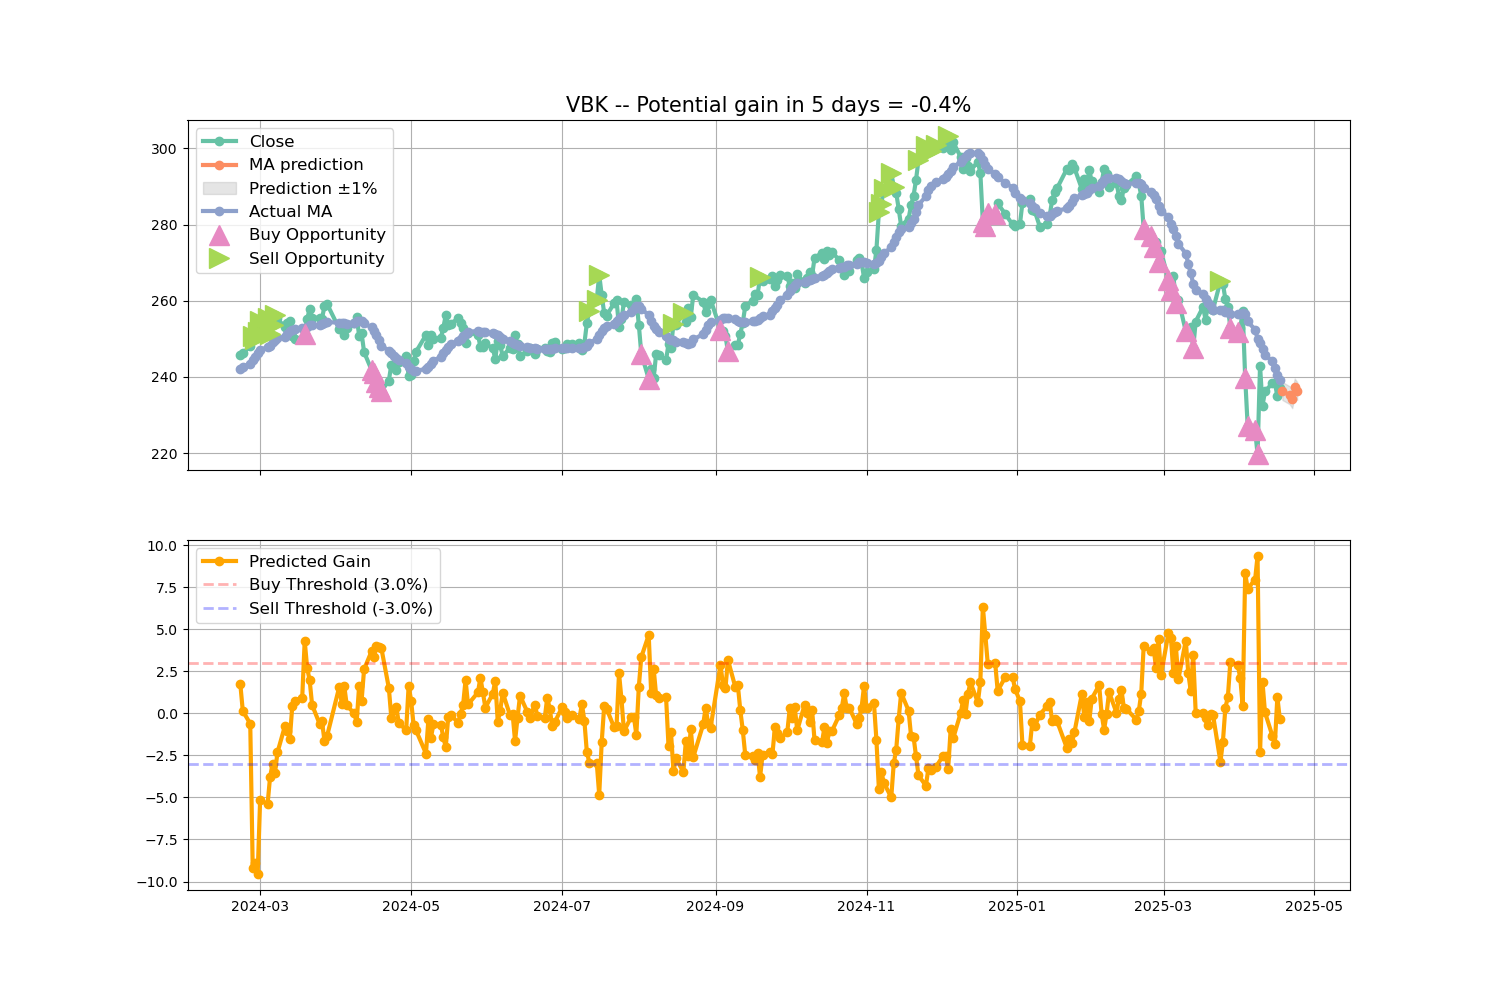 VBK -- Potential gain in 5 days = -0.4%
Close
MA prediction
Prediction ±1%
Actual MA
Buy Opportunity
Sell Opportunity
300
280
260
240
220
Predicted Gain
Buy Threshold (3.0%)
Sell Threshold (-3.0%)
10.0
7.5
5.0
2.5
0.0
−2.5
−5.0
−7.5
−10.0
2024-03 2024-05 2024-07 2024-09 2024-11 2025-01 2025-03 2025-05